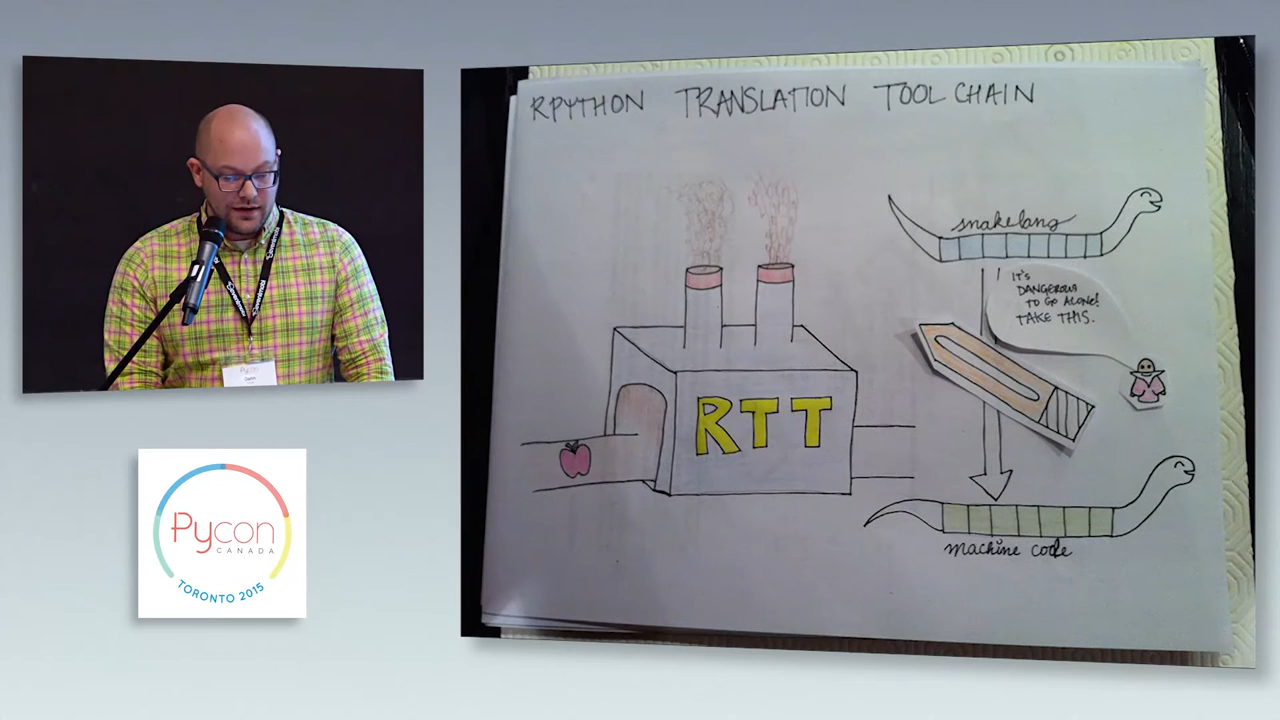 RPYTHON TRANSLATION TOOL CHAIN
snakelang
IT'S
DANGEROUS
TO GO ALONE!
TAKE THIS.
RTT
machine code
Pycon
CANADA
TORONTO 2015
Pycon